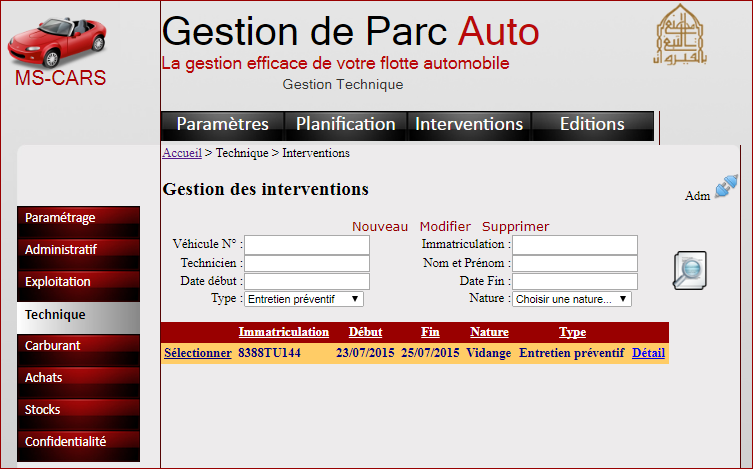 Gestion de Parc Auto
La gestion efficace de votre flotte automobile
MS-CARS
Gestion Technique
Paramètres Planification Interventions Editions
Accueil > Technique > Interventions
Gestion des interventions
Adm
Paramétrage
Administratif
Exploitation
Technique
Carburant
Achats
Stocks
Confidentialité
Nouveau Modifier Supprimer
Véhicule N° : Immatriculation :
Technicien : Nom et Prénom :
Date début : Date Fin :
Type : Entretien préventif Nature : Choisir une nature...
Immatriculation Début Fin Nature Type
Sélectionner 8388TU144 23/07/2015 25/07/2015 Vidange Entretien préventif Détail